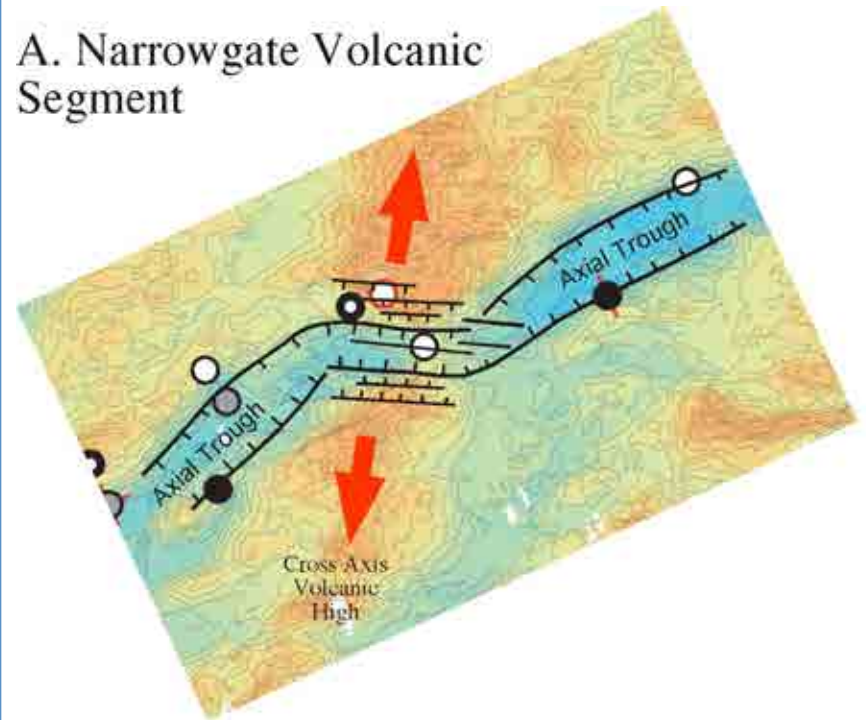 A. Narrowgate Volcanic
Segment
Axial Trough
Axial Trough
Cross Axis
Volcanic
High